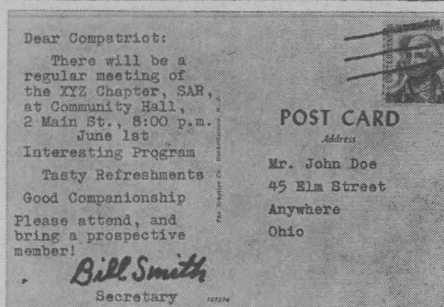 Dear Compatriot:
There will be a
regular meeting of
the XYZ Chapter, SAR,
at Community Hall,
2 Main St., 8:00 p.m.
June 1st
Interesting Program
Tasty Refreshments
Good Companionship
Please attend, and
bring a prospective
member!
Bill Smith
Secretary
POST CARD
Address
Mr. John Doe
45 Elm Street
Anywhere
Ohio